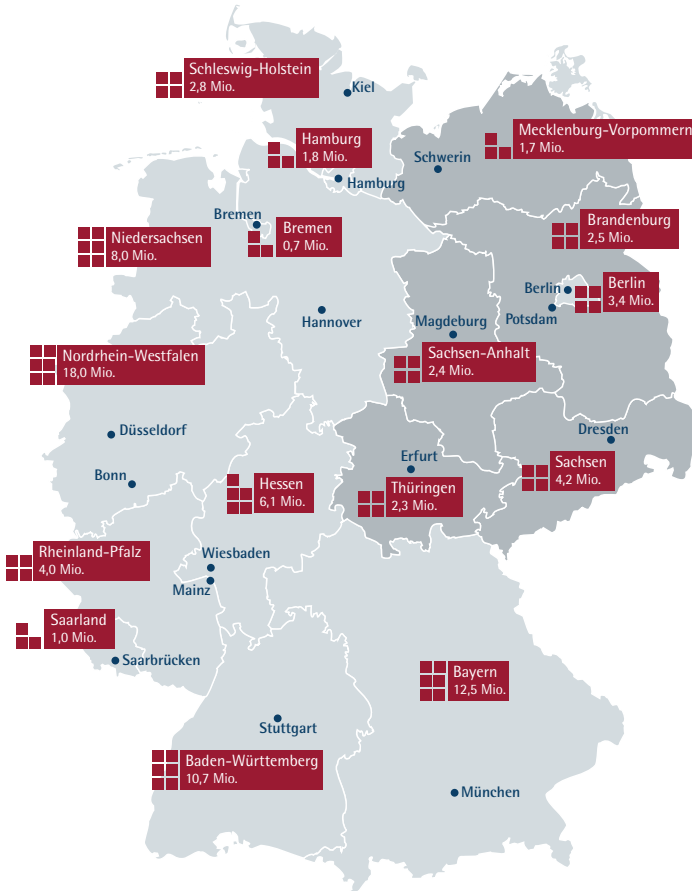 Schleswig-Holstein
2,8 Mio.
Kiel
Hamburg
1,8 Mio.
Mecklenburg-Vorpommern
1,7 Mio.
Schwerin
Hamburg
Bremen
Bremen
0,7 Mio.
Niedersachsen
8,0 Mio.
Brandenburg
2,5 Mio.
Berlin
Berlin
3,4 Mio.
Potsdam
Hannover
Magdeburg
Sachsen-Anhalt
2,4 Mio.
Nordrhein-Westfalen
18,0 Mio.
Düsseldorf
Dresden
Sachsen
4,2 Mio.
Erfurt
Thüringen
2,3 Mio.
Bonn
Hessen
6,1 Mio.
Rheinland-Pfalz
4,0 Mio.
Wiesbaden
Mainz
Saarland
1,0 Mio.
Saarbrücken
Bayern
12,5 Mio.
Stuttgart
Baden-Württemberg
10,7 Mio.
München